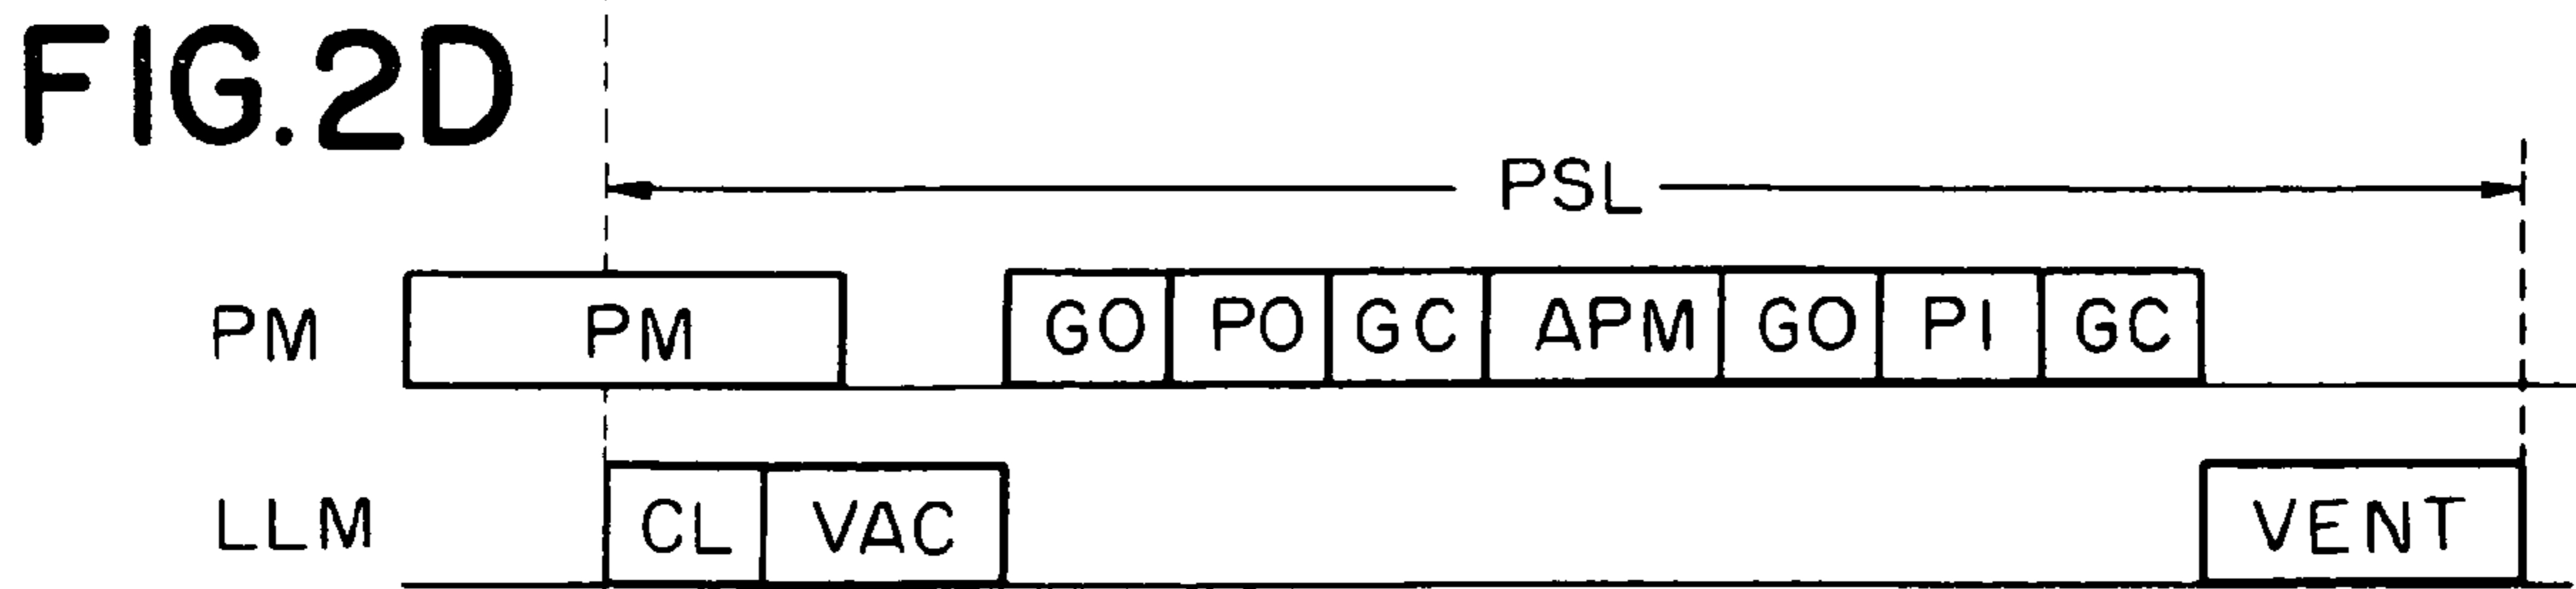 FIG.2D
PSL
PM PM GO PO GC APM GO PI GC
LLM CL VAC VENT